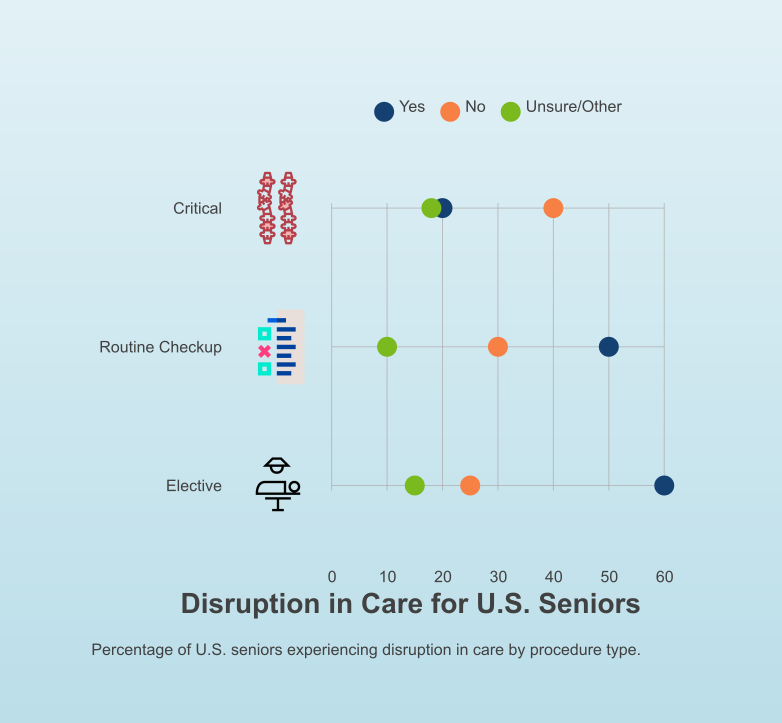 Yes No Unsure/Other
Critical
Routine Checkup
Elective
0 10 20 30 40 50 60
Disruption in Care for U.S. Seniors
Percentage of U.S. seniors experiencing disruption in care by procedure type.